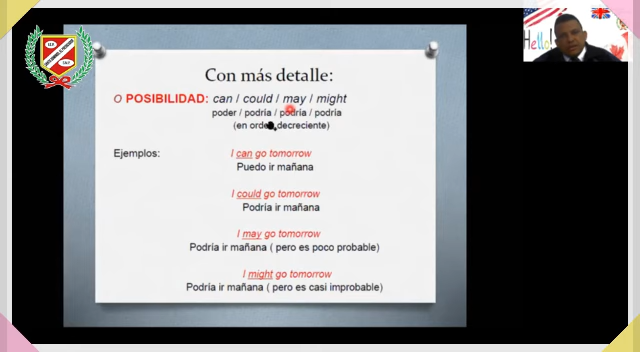 Hello!
Con más detalle:
O POSIBILIDAD: can / could / may / might
poder / podría / podría / podría
(en orden decreciente)
Ejemplos:
I can go tomorrow
Puedo ir mañana
I could go tomorrow
Podría ir mañana
I may go tomorrow
Podría ir mañana ( pero es poco probable)
I might go tomorrow
Podría ir mañana ( pero es casi improbable)